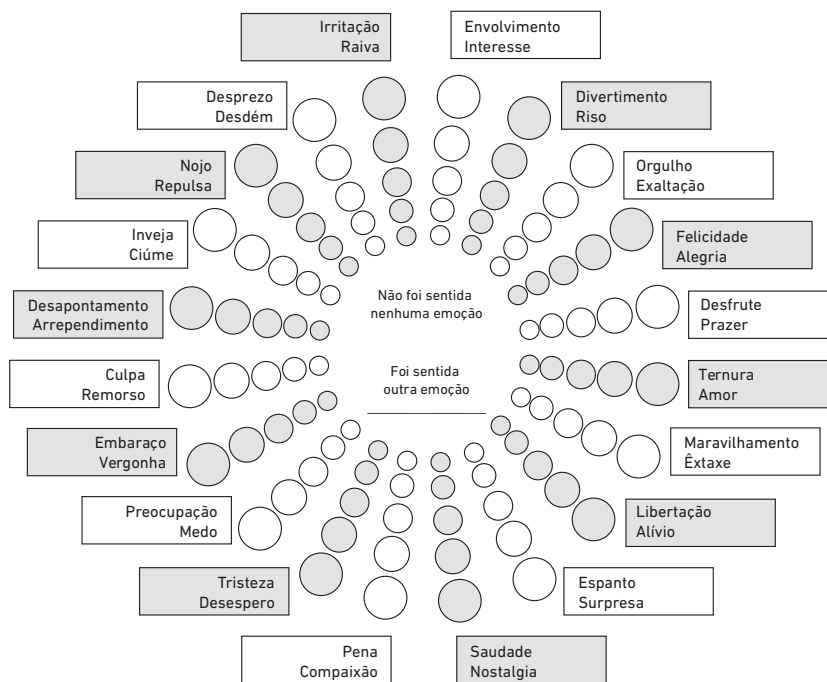 Irritação
Raiva
Envolvimento
Interesse
Desprezo
Desdém
Divertimento
Riso
Nojo
Repulsa
Orgulho
Exaltação
Inveja
Ciúme
Felicidade
Alegria
Não foi sentida
nenhuma emoção
Desapontamento
Arrependimento
Desfrute
Prazer
Foi sentida
outra emoção
Culpa
Remorso
Ternura
Amor
Embaraço
Vergonha
Maravilhamento
Êxtaxe
Preocupação
Medo
Libertação
Alívio
Tristeza
Desespero
Espanto
Surpresa
Pena
Compaixão
Saudade
Nostalgia